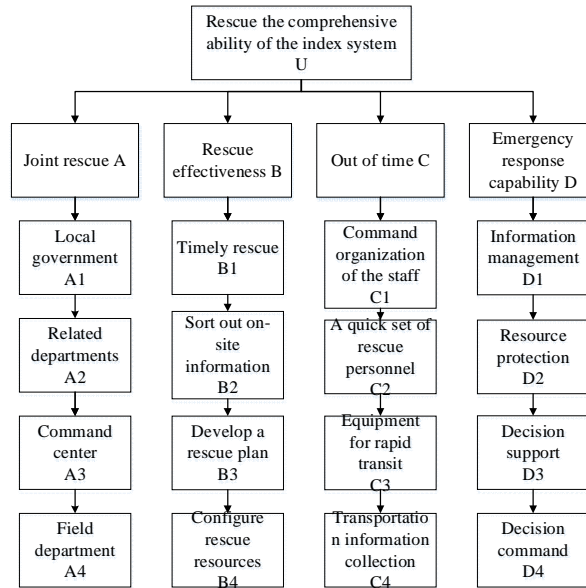 Rescue the comprehensive
ability of the index system
U
Joint rescue A
Rescue
effectiveness B
Out of time C
Emergency
response
capability D
Local
government
A1
Timely rescue
B1
Command
organization
of the staff
C1
Information
management
D1
Related
departments
A2
Sort out on-
site
information
B2
A quick set of
rescue
personnel
C2
Resource
protection
D2
Command
center
A3
Develop a
rescue plan
B3
Equipment
for rapid
transit
C3
Decision
support
D3
Field
department
A4
Configure
rescue
resources
B4
Transportatio
n information
collection
C4
Decision
command
D4